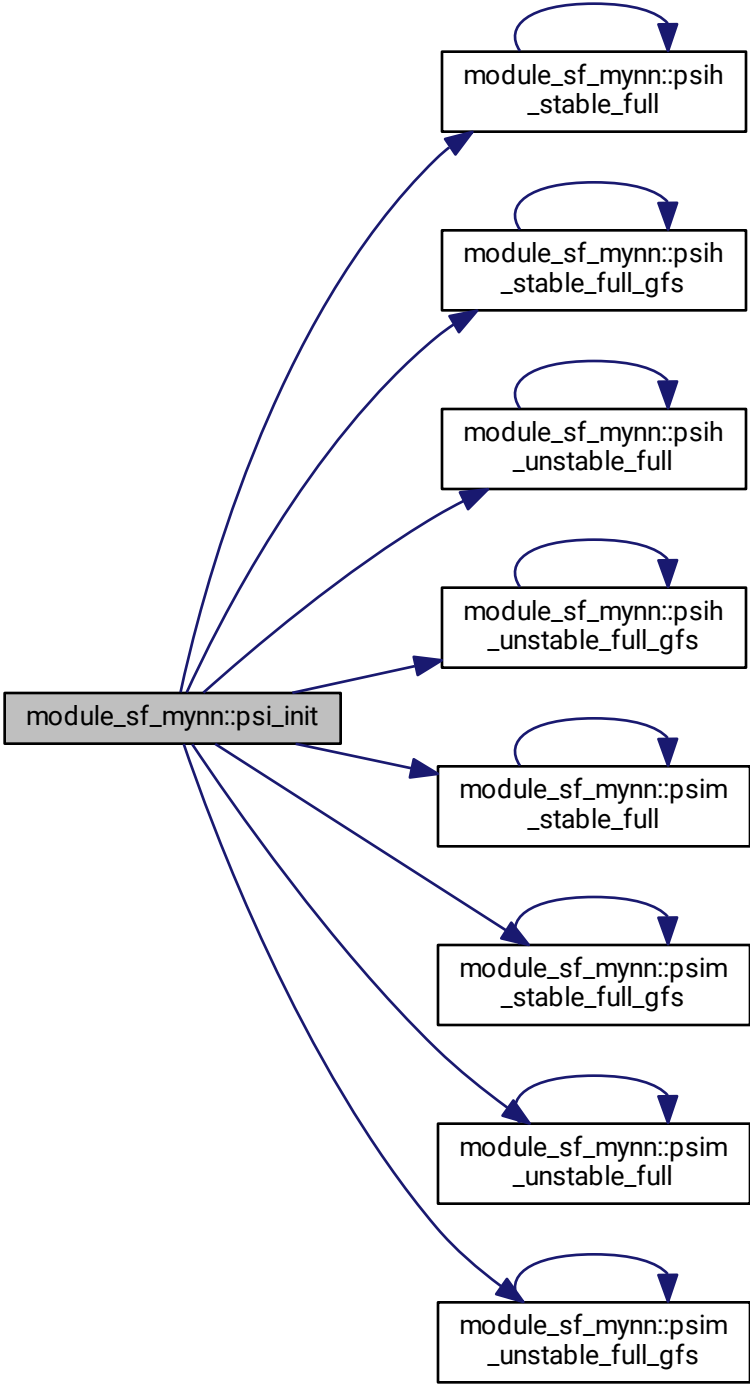 module_sf_mynn::psih
_stable_full
module_sf_mynn::psih
_stable_full_gfs
module_sf_mynn::psih
_unstable_full
module_sf_mynn::psih
_unstable_full_gfs
module_sf_mynn::psi_init
module_sf_mynn::psim
_stable_full
module_sf_mynn::psim
_stable_full_gfs
module_sf_mynn::psim
_unstable_full
module_sf_mynn::psim
_unstable_full_gfs